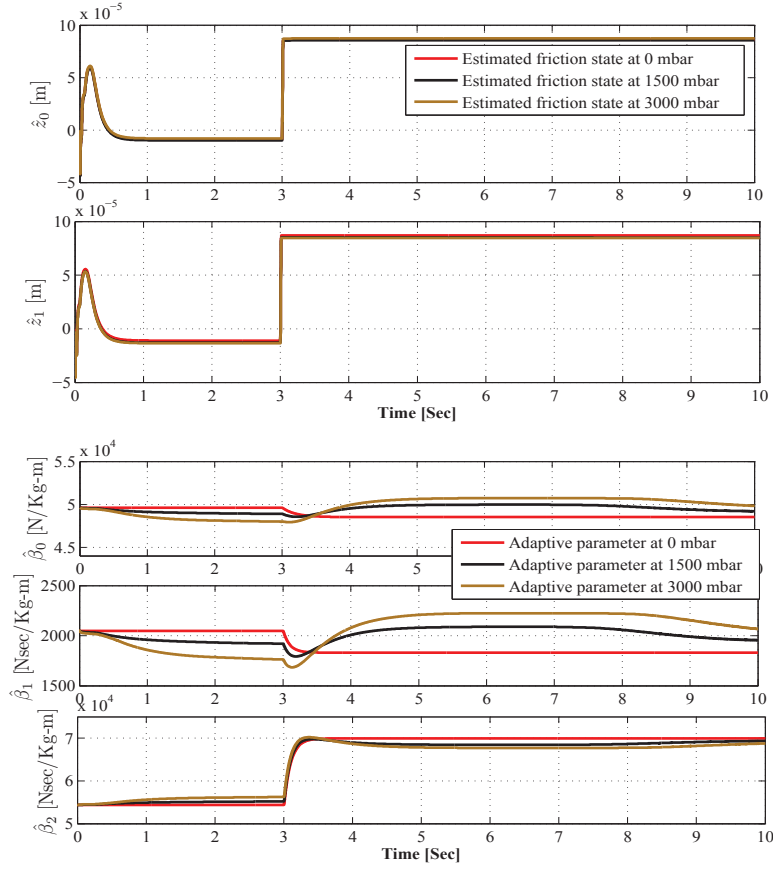 x 10⁻⁵
10
5
0
−5
ẑ₀ [m]
Estimated friction state at 0 mbar
Estimated friction state at 1500 mbar
Estimated friction state at 3000 mbar
0 1 2 3 4 5 6 7 8 9 10
x 10⁻⁵
10
5
0
−5
ẑ₁ [m]
0 1 2 3 4 5 6 7 8 9 10
Time [Sec]
x 10⁴
5.5
5
4.5
β̂₀ [N/Kg-m]
0 1 2 3 4 5 6 7 8 9 10
Adaptive parameter at 0 mbar
Adaptive parameter at 1500 mbar
Adaptive parameter at 3000 mbar
2500
2000
1500
β̂₁ [Nsec/Kg-m]
0 1 2 3 4 5 6 7 8 9 10
x 10⁴
7
6
5
β̂₂ [Nsec/Kg-m]
0 1 2 3 4 5 6 7 8 9 10
Time [Sec]